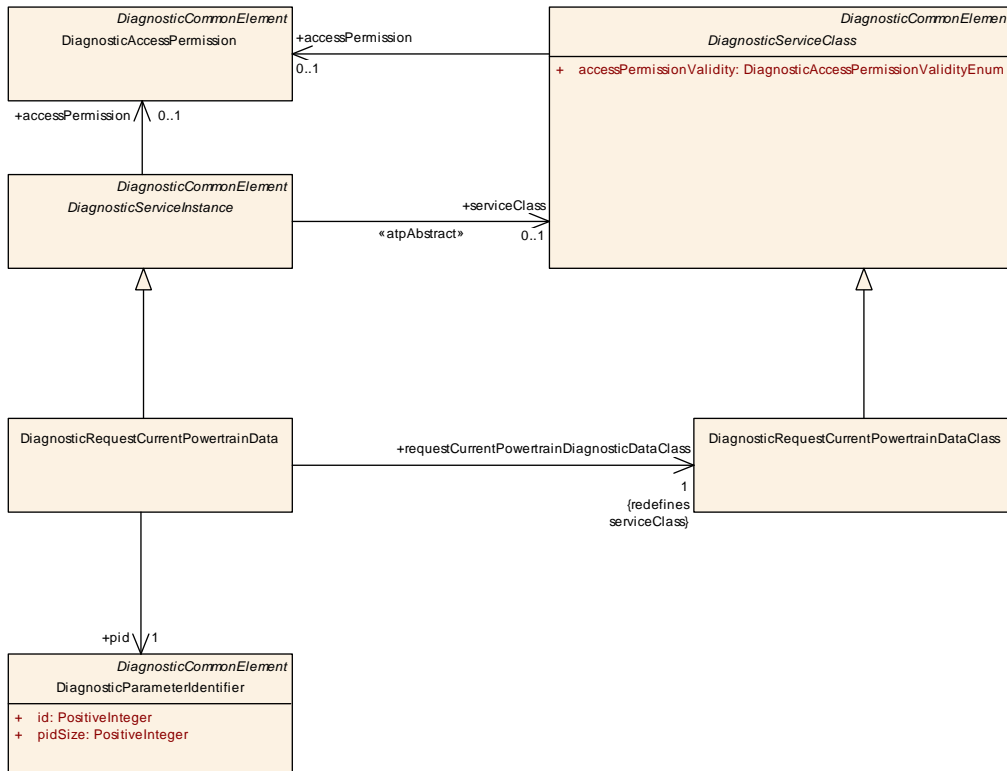 DiagnosticCommonElement
DiagnosticAccessPermission
DiagnosticCommonElemen
DiagnosticServiceClass
+ accessPermissionValidity: DiagnosticAccessPermissionValidityEnum
+accessPermission
0..1
+accessPermission
0..1
DiagnosticCommonElement
DiagnosticServiceInstance
+serviceClass
«atpAbstract»
0..1
DiagnosticRequestCurrentPowertrainData
+requestCurrentPowertrainDiagnosticDataClass
1
{redefines
serviceClass}
DiagnosticRequestCurrentPowertrainDataClass
+pid
1
DiagnosticCommonElement
DiagnosticParameterIdentifier
+ id: PositiveInteger
+ pidSize: PositiveInteger